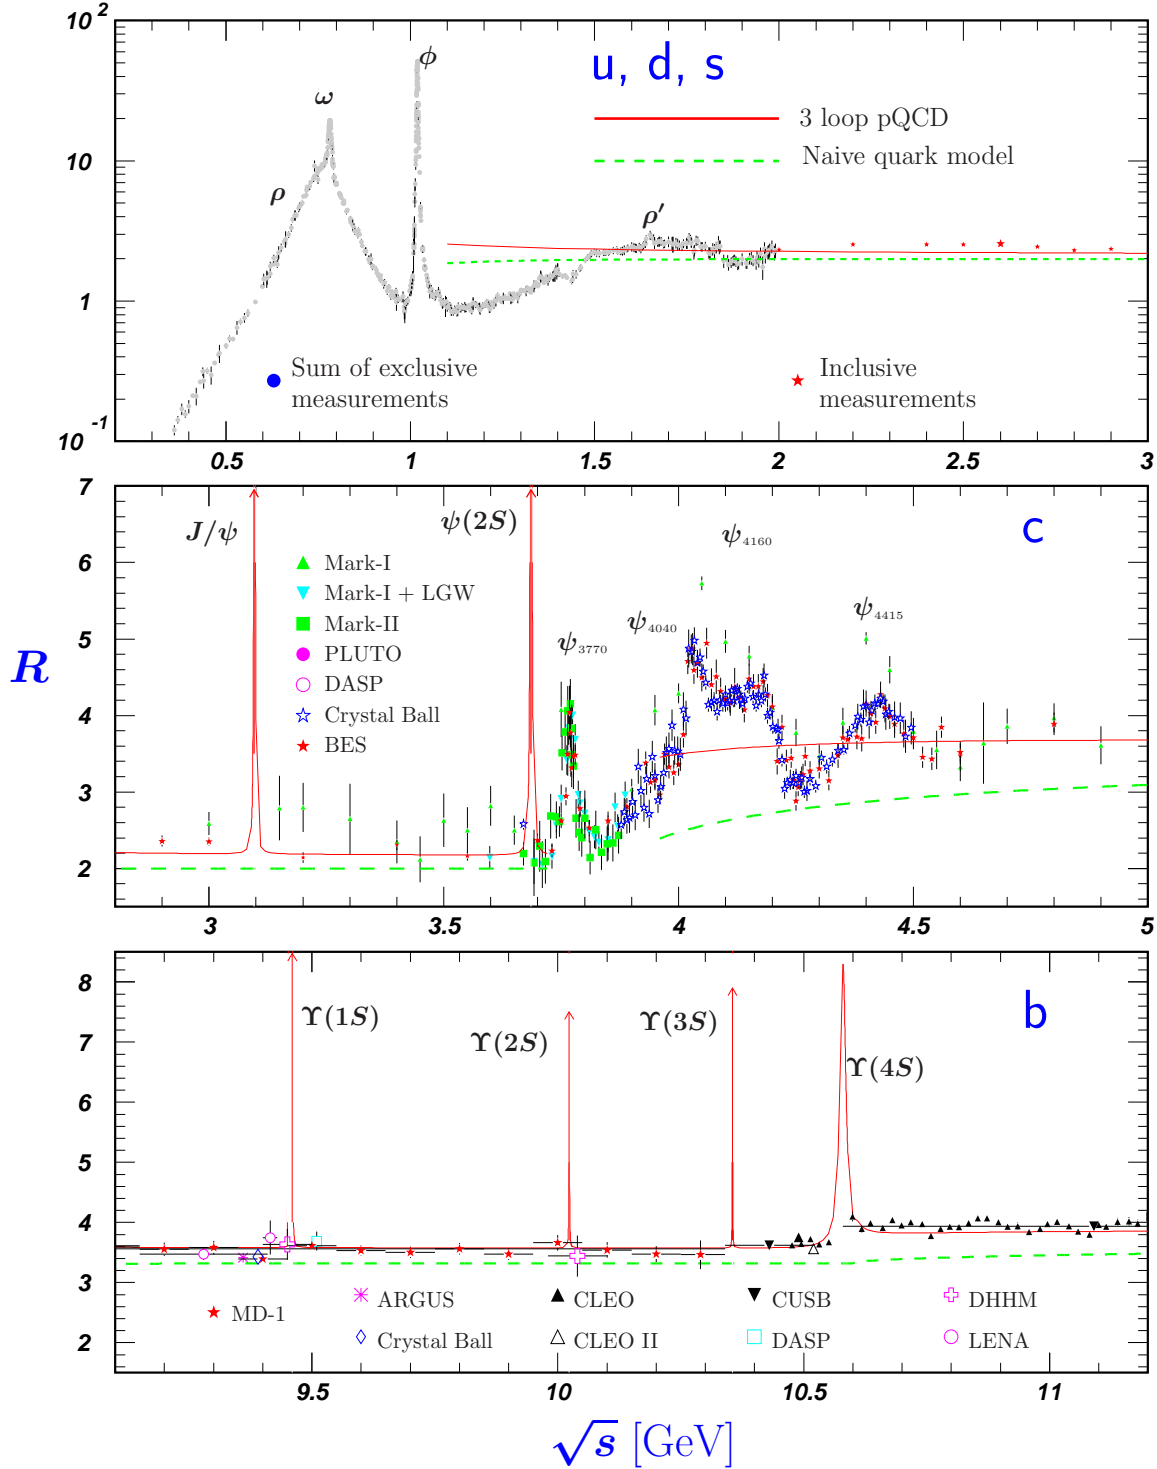 10 2
u, d, s
ϕ
ω
3 loop pQCD
10
Naive quark model
ρ
ρ′
1
Sum of exclusive
measurements
Inclusive
measurements
10 -1
0.5 1 1.5 2 2.5 3
7
J/ψ
ψ(2S)
c
ψ4160
6
Mark-I
Mark-I + LGW
Mark-II
ψ3770
ψ4040
ψ4415
5
R
PLUTO
DASP
Crystal Ball
4
BES
3
2
3 3.5 4 4.5 5
8
Υ(1S)
Υ(2S)
Υ(3S)
b
7
Υ(4S)
6
5
4
3
MD-1
ARGUS
CLEO
CUSB
DHHM
2
Crystal Ball
CLEO II
DASP
LENA
9.5 10 10.5 11
√s [GeV]